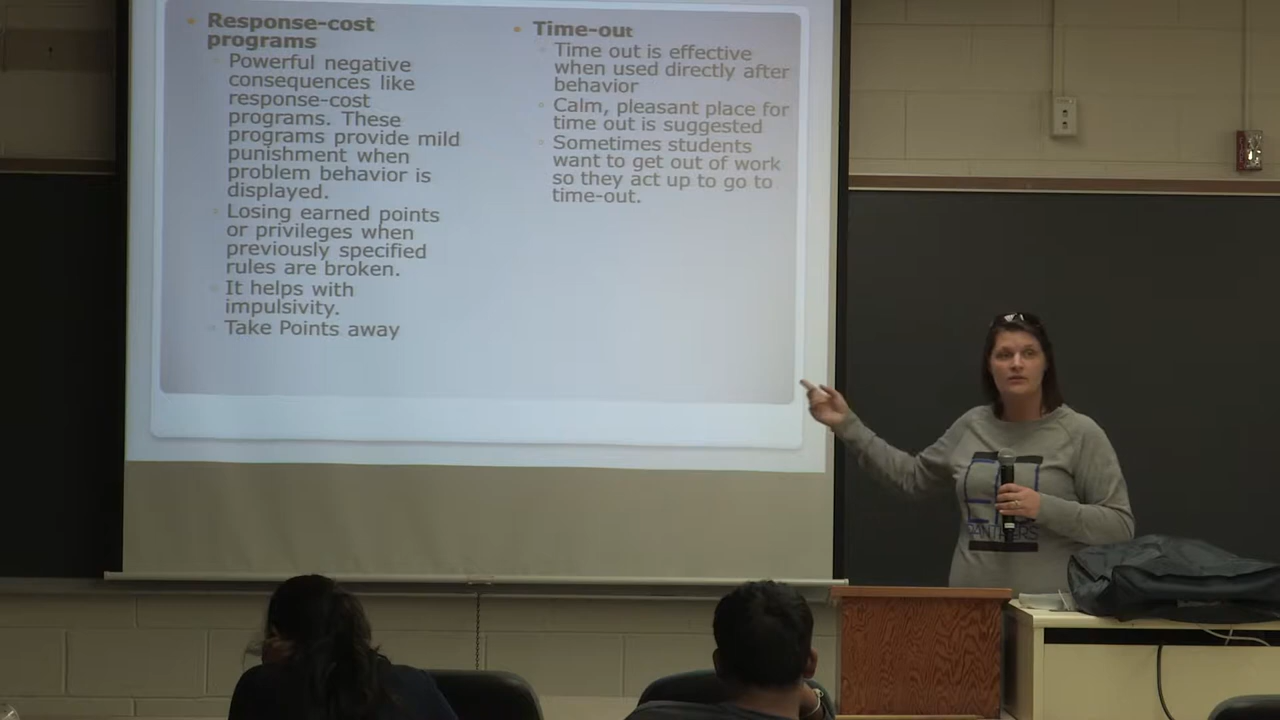 Response-cost
programs
Powerful negative
consequences like
response-cost
programs. These
programs provide mild
punishment when
problem behavior is
displayed.
Losing earned points
or privileges when
previously specified
rules are broken.
It helps with
impulsivity.
Take Points away
Time-out
Time out is effective
when used directly after
behavior
Calm, pleasant place for
time out is suggested
Sometimes students
want to get out of work
so they act up to go to
time-out.
PANTHERS